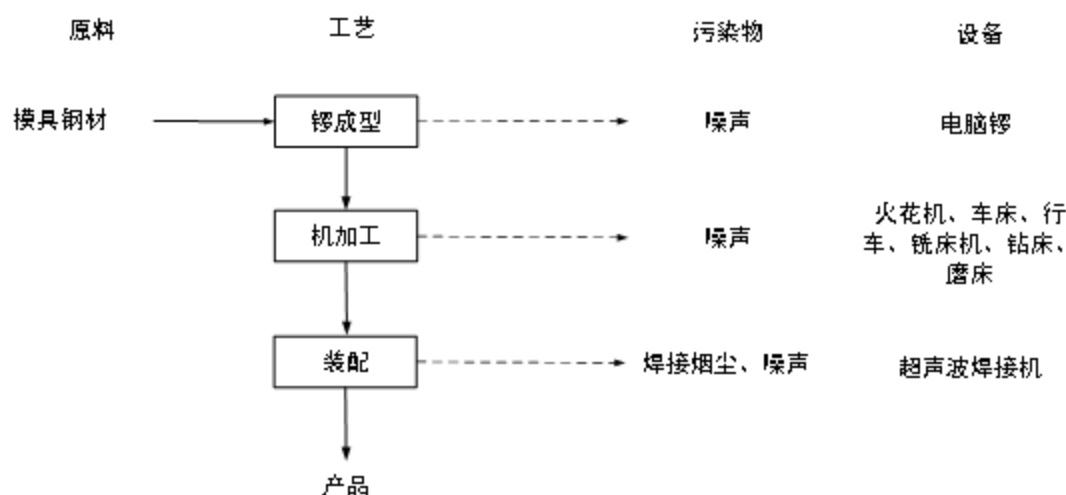 原料 工艺 污染物 设备
模具钢材 锣成型 噪声 电脑锣
机加工 噪声 火花机、车床、行
车、铣床机、钻床、
磨床
装配 焊接烟尘、噪声 超声波焊接机
产品